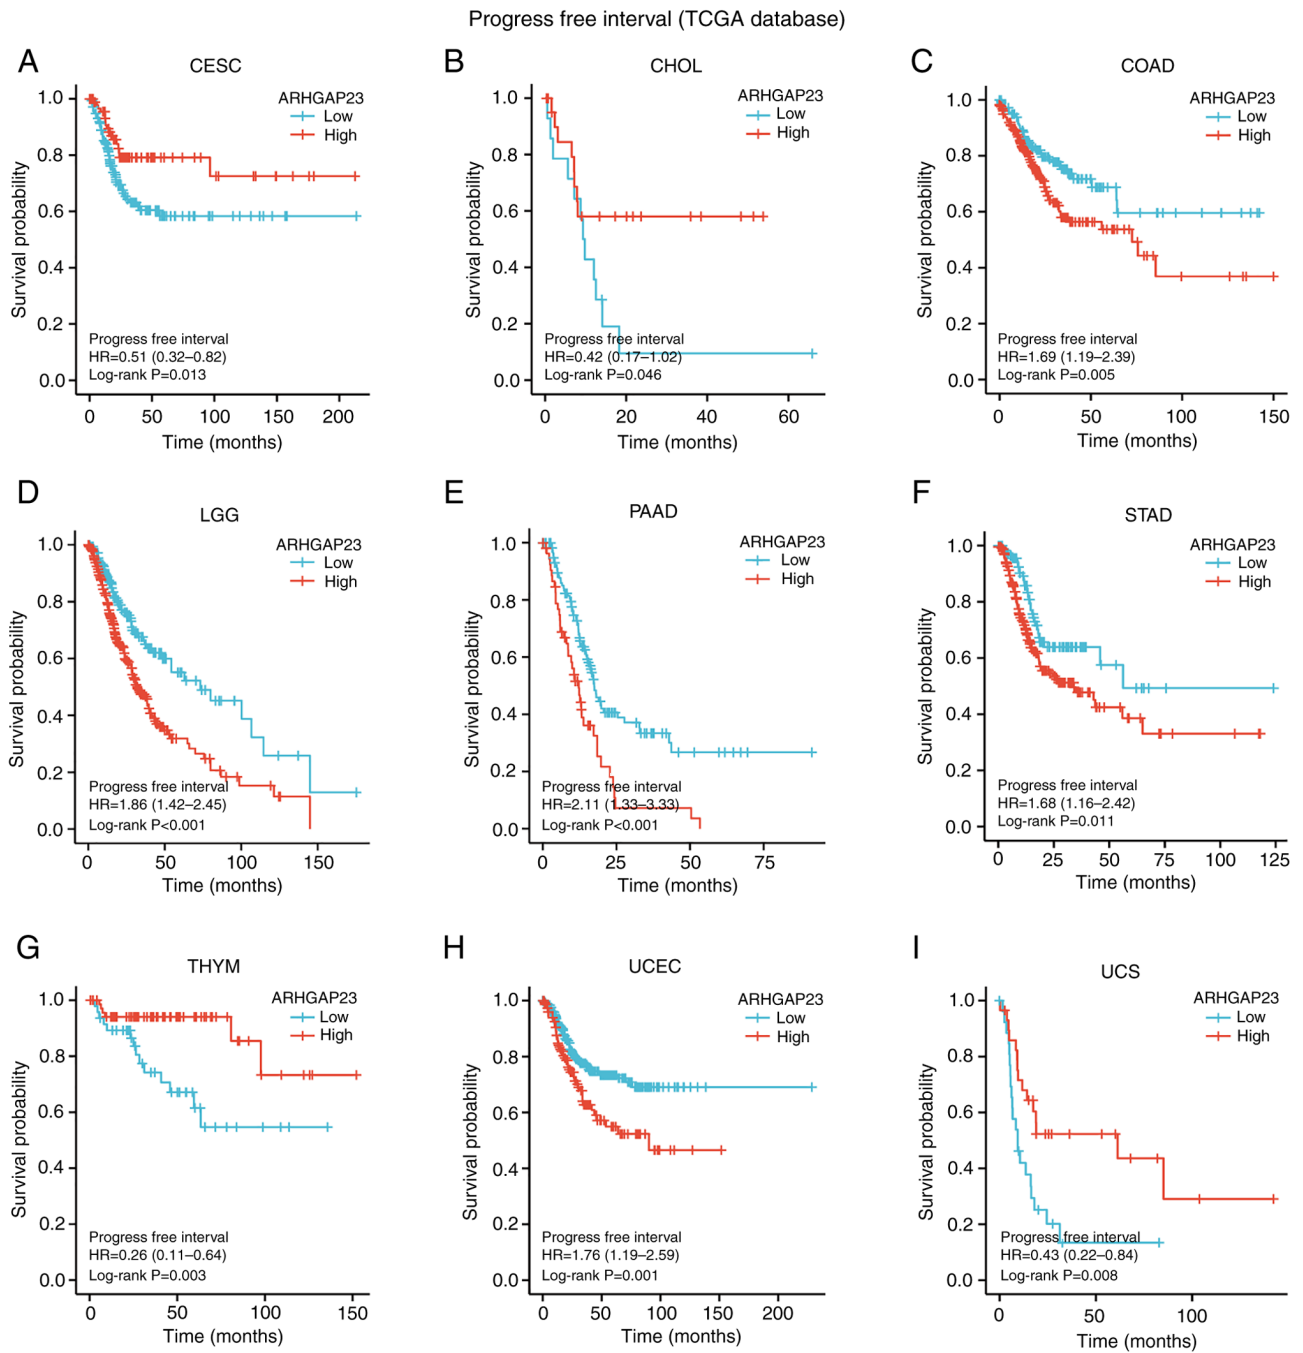 Progress free interval (TCGA database)
A
CESC
Survival probability
1.0
0.8
0.6
0.4
0.2
0.0
ARHGAP23
Low
High
Progress free interval
HR=0.51 (0.32–0.82)
Log-rank P=0.013
0 50 100 150 200
Time (months)
B
CHOL
Survival probability
1.0
0.8
0.6
0.4
0.2
0.0
ARHGAP23
Low
High
Progress free interval
HR=0.42 (0.17–1.02)
Log-rank P=0.046
0 20 40 60
Time (months)
C
COAD
Survival probability
1.0
0.8
0.6
0.4
0.2
0.0
ARHGAP23
Low
High
Progress free interval
HR=1.69 (1.19–2.39)
Log-rank P=0.005
0 50 100 150
Time (months)
D
LGG
Survival probability
1.0
0.8
0.6
0.4
0.2
0.0
ARHGAP23
Low
High
Progress free interval
HR=1.86 (1.42–2.45)
Log-rank P<0.001
0 50 100 150
Time (months)
E
PAAD
Survival probability
1.0
0.8
0.6
0.4
0.2
0.0
ARHGAP23
Low
High
Progress free interval
HR=2.11 (1.33–3.33)
Log-rank P<0.001
0 25 50 75
Time (months)
F
STAD
Survival probability
1.0
0.8
0.6
0.4
0.2
0.0
ARHGAP23
Low
High
Progress free interval
HR=1.68 (1.16–2.42)
Log-rank P=0.011
0 25 50 75 100 125
Time (months)
G
THYM
Survival probability
1.0
0.8
0.6
0.4
0.2
0.0
ARHGAP23
Low
High
Progress free interval
HR=0.26 (0.11–0.64)
Log-rank P=0.003
0 50 100 150
Time (months)
H
UCEC
Survival probability
1.0
0.8
0.6
0.4
0.2
0.0
ARHGAP23
Low
High
Progress free interval
HR=1.76 (1.19–2.59)
Log-rank P=0.001
0 50 100 150 200
Time (months)
I
UCS
Survival probability
1.0
0.8
0.6
0.4
0.2
0.0
ARHGAP23
Low
High
Progress free interval
HR=0.43 (0.22–0.84)
Log-rank P=0.008
0 50 100
Time (months)